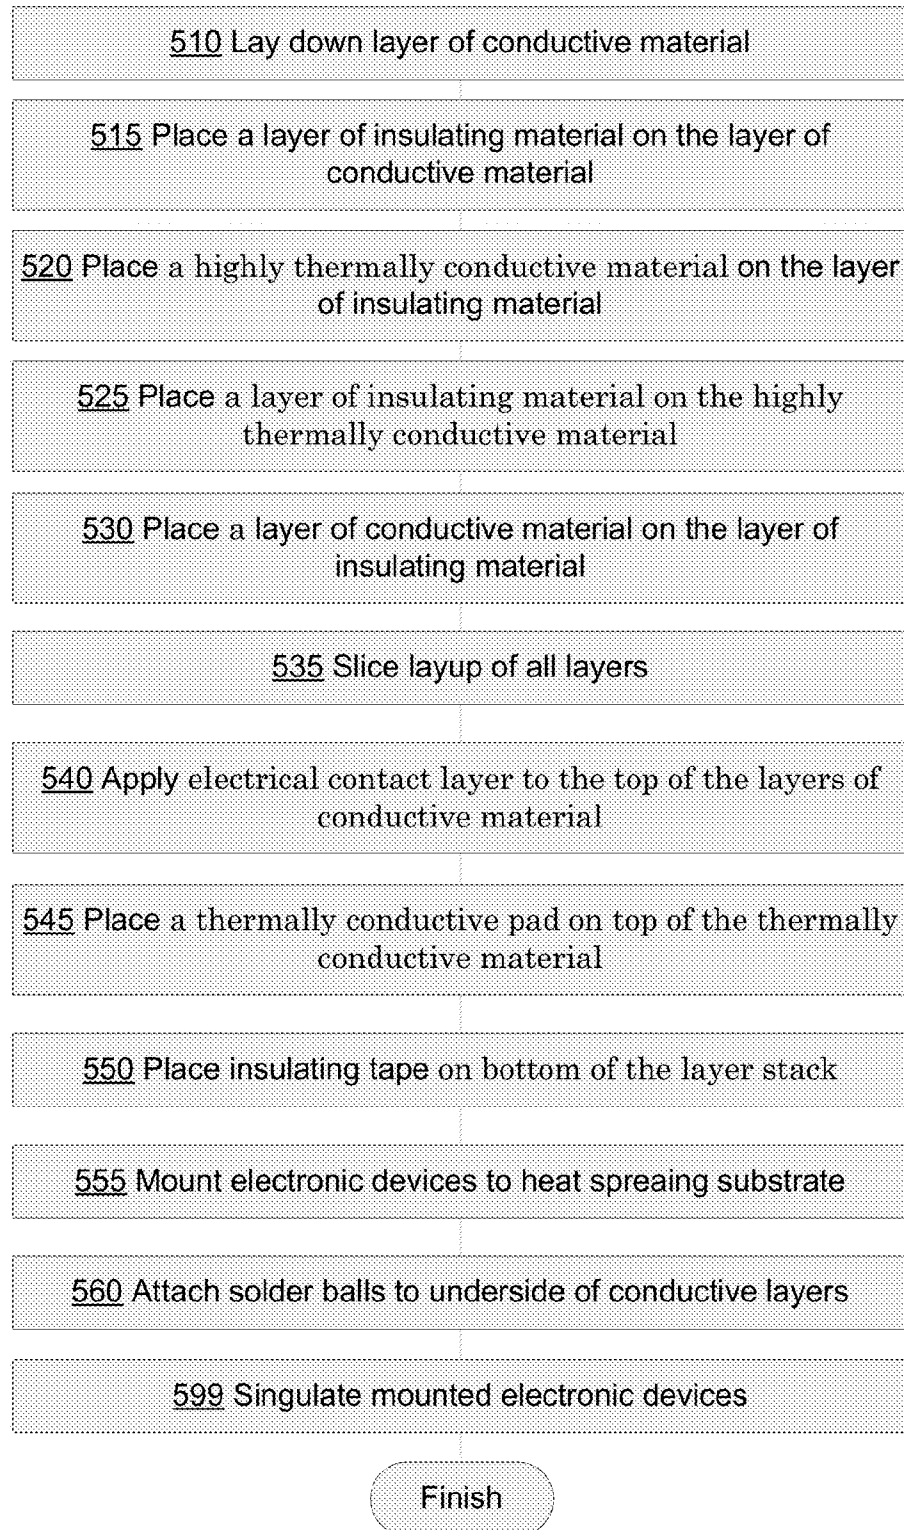 510 Lay down layer of conductive material
515 Place a layer of insulating material on the layer of
conductive material
520 Place a highly thermally conductive material on the layer
of insulating material
525 Place a layer of insulating material on the highly
thermally conductive material
530 Place a layer of conductive material on the layer of
insulating material
535 Slice layup of all layers
540 Apply electrical contact layer to the top of the layers of
conductive material
545 Place a thermally conductive pad on top of the thermally
conductive material
550 Place insulating tape on bottom of the layer stack
555 Mount electronic devices to heat spreaing substrate
560 Attach solder balls to underside of conductive layers
599 Singulate mounted electronic devices
Finish